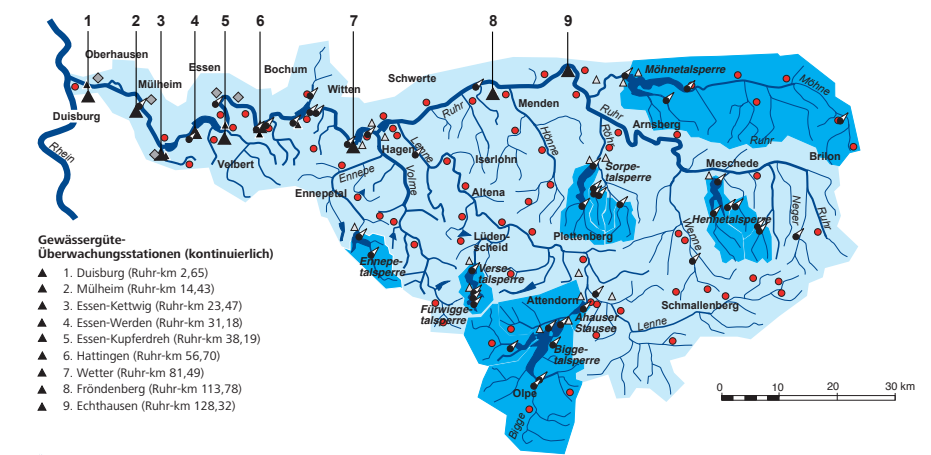 1 2 3 4 5 6 7 8 9
Oberhausen
Essen
Bochum
Mülheim
Witten
Schwerte
Möhnetalsperre
Möhne
Duisburg
Ruhr
Menden
Ruhr
Arnsberg
Ruhr
Rhein
Velbert
Hagen
Lenne
Iserlohn
Hönne
Röhr
Sorpe-
talsperre
Meschede
Brilon
Ennepe
Volme
Ennepetal
Altena
Hennetalsperre
Neger
Ruhr
Wenne
Plettenberg
Lüden-
scheid
Ennepe-
talsperre
Verse-
talsperre
Fürwigge-
talsperre
Attendorn
Ahauser
Stausee
Schmallenberg
Lenne
Bigge-
talsperre
Olpe
Bigge
Gewässergüte-
Überwachungsstationen (kontinuierlich)
1. Duisburg (Ruhr-km 2,65)
2. Mülheim (Ruhr-km 14,43)
3. Essen-Kettwig (Ruhr-km 23,47)
4. Essen-Werden (Ruhr-km 31,18)
5. Essen-Kupferdreh (Ruhr-km 38,19)
6. Hattingen (Ruhr-km 56,70)
7. Wetter (Ruhr-km 81,49)
8. Fröndenberg (Ruhr-km 113,78)
9. Echthausen (Ruhr-km 128,32)
0 10 20 30 km